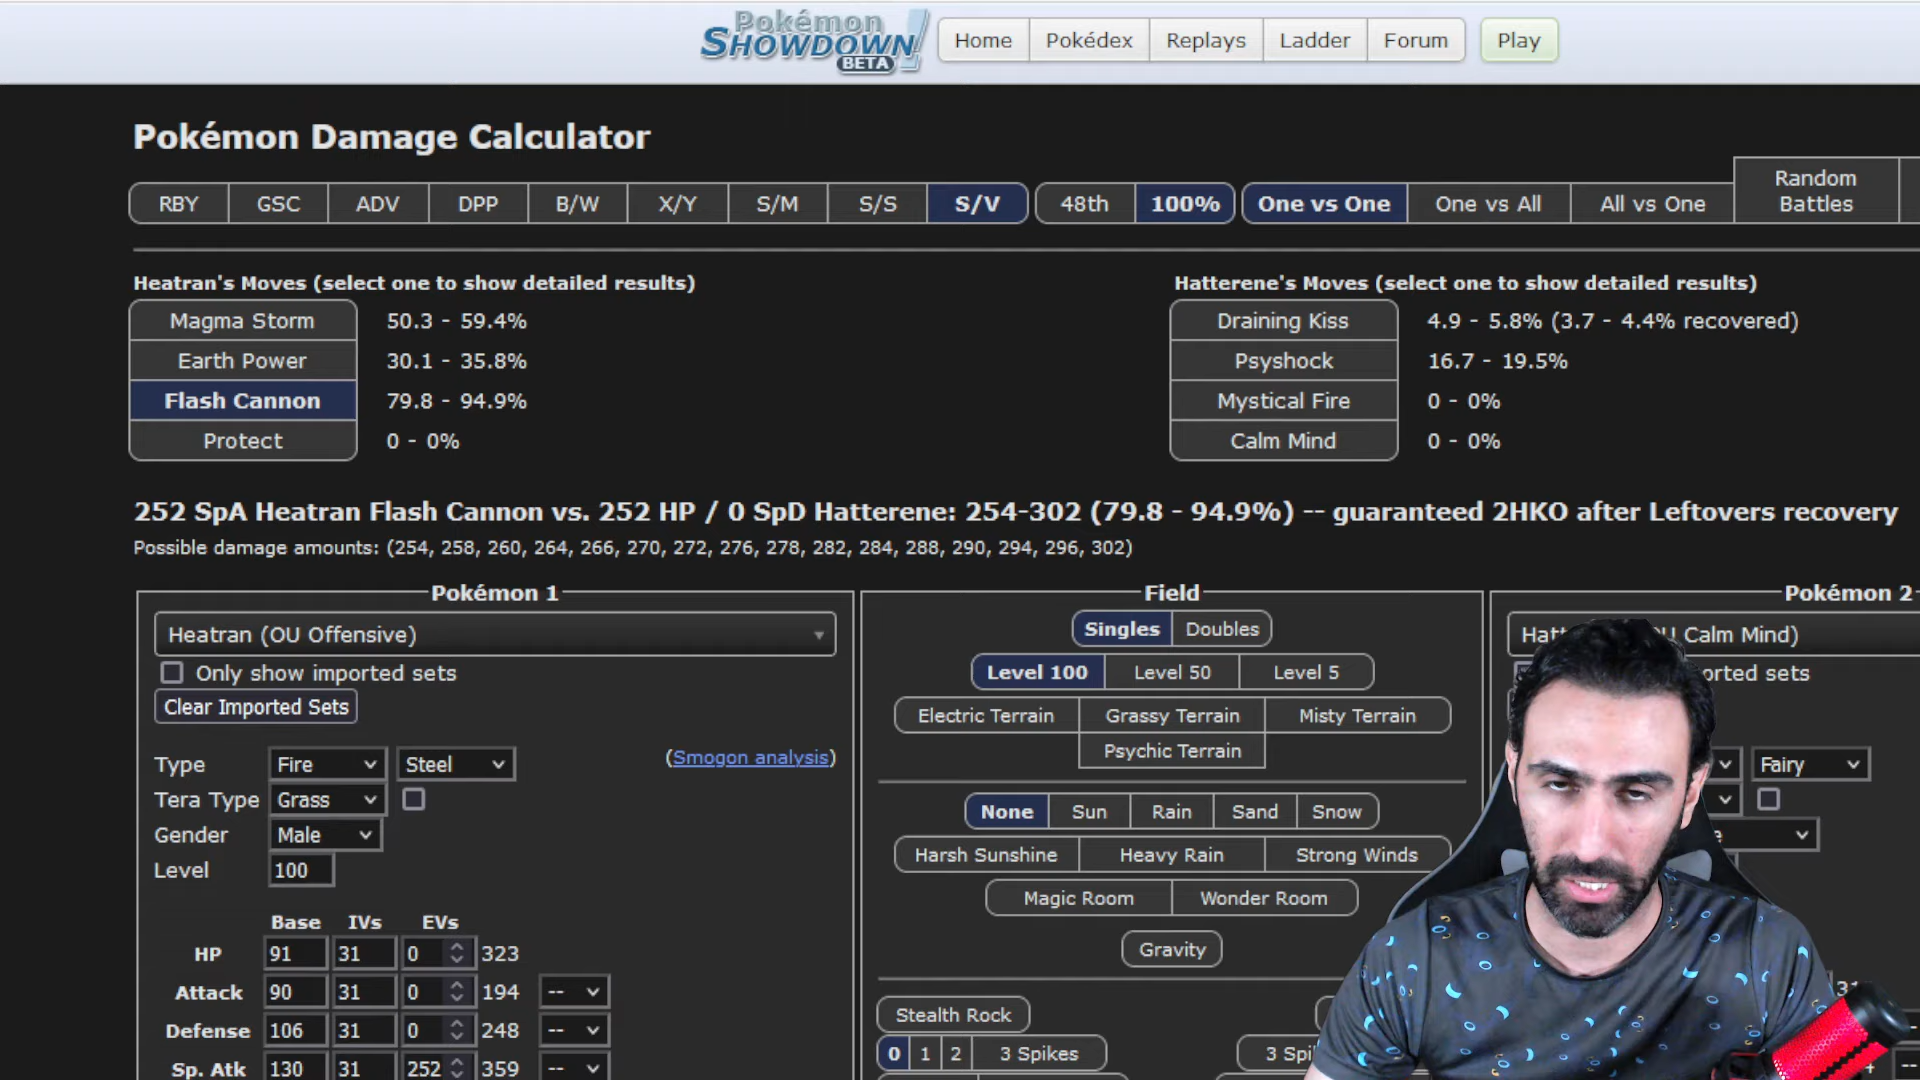 Pokémon
SHOWDOWN!
BETA
Home Pokédex Replays Ladder Forum Play
Pokémon Damage Calculator
RBY GSC ADV DPP B/W X/Y S/M S/S S/V 48th 100% One vs One One vs All All vs One Random Battles
Heatran's Moves (select one to show detailed results)
Magma Storm 50.3 - 59.4%
Earth Power 30.1 - 35.8%
Flash Cannon 79.8 - 94.9%
Protect 0 - 0%
Hatterene's Moves (select one to show detailed results)
Draining Kiss 4.9 - 5.8% (3.7 - 4.4% recovered)
Psyshock 16.7 - 19.5%
Mystical Fire 0 - 0%
Calm Mind 0 - 0%
252 SpA Heatran Flash Cannon vs. 252 HP / 0 SpD Hatterene: 254-302 (79.8 - 94.9%) -- guaranteed 2HKO after Leftovers recovery
Possible damage amounts: (254, 258, 260, 264, 266, 270, 272, 276, 278, 282, 284, 288, 290, 294, 296, 302)
Pokémon 1
Heatran (OU Offensive)
Only show imported sets
Clear Imported Sets
(Smogon analysis)
Type Fire Steel
Tera Type Grass
Gender Male
Level 100
Base IVs EVs
HP 91 31 0 323
Attack 90 31 0 194 --
Defense 106 31 0 248 --
Sp. Atk 130 31 252 359 --
Field
Singles Doubles
Level 100 Level 50 Level 5
Electric Terrain Grassy Terrain Misty Terrain
Psychic Terrain
None Sun Rain Sand Snow
Harsh Sunshine Heavy Rain Strong Winds
Magic Room Wonder Room
Gravity
Stealth Rock
0 1 2 3 Spikes
Pokémon 2
Calm Mind)
sets
Fairy